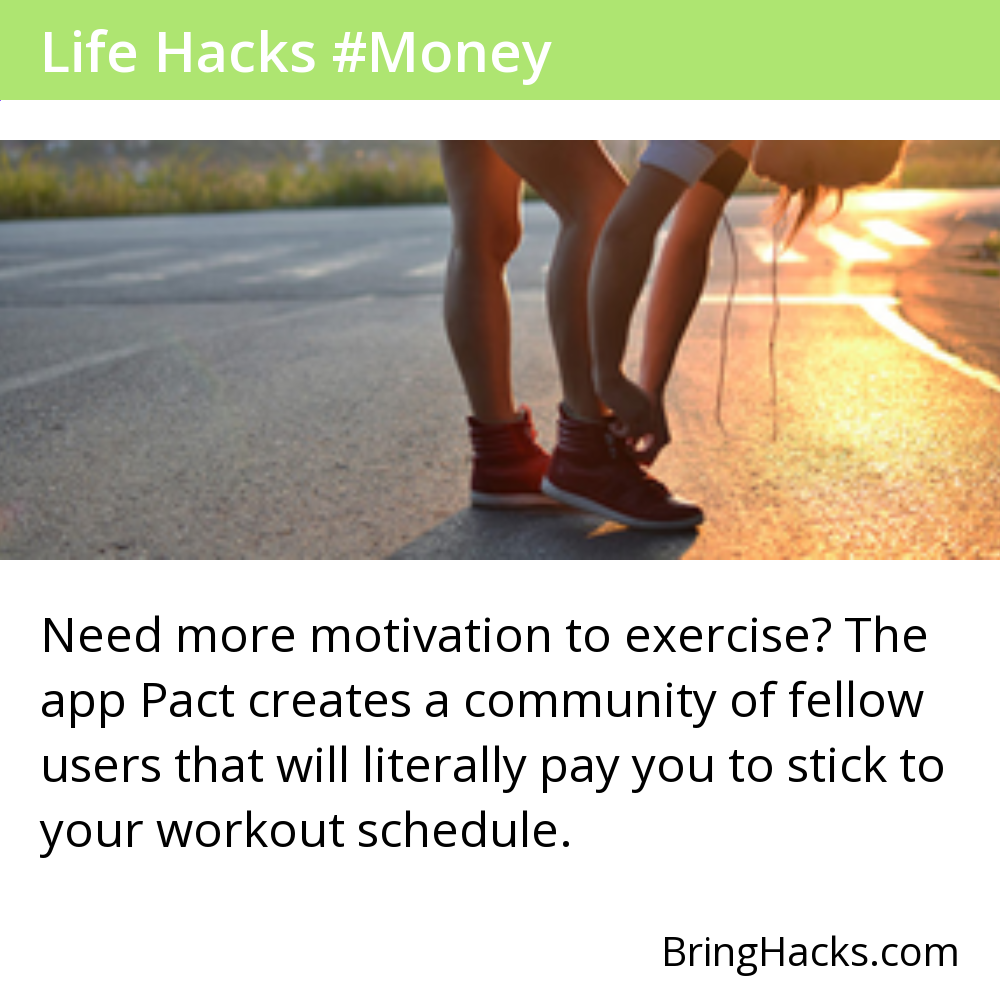 Life Hacks #Money
Need more motivation to exercise? The
app Pact creates a community of fellow
users that will literally pay you to stick to
your workout schedule.
BringHacks.com